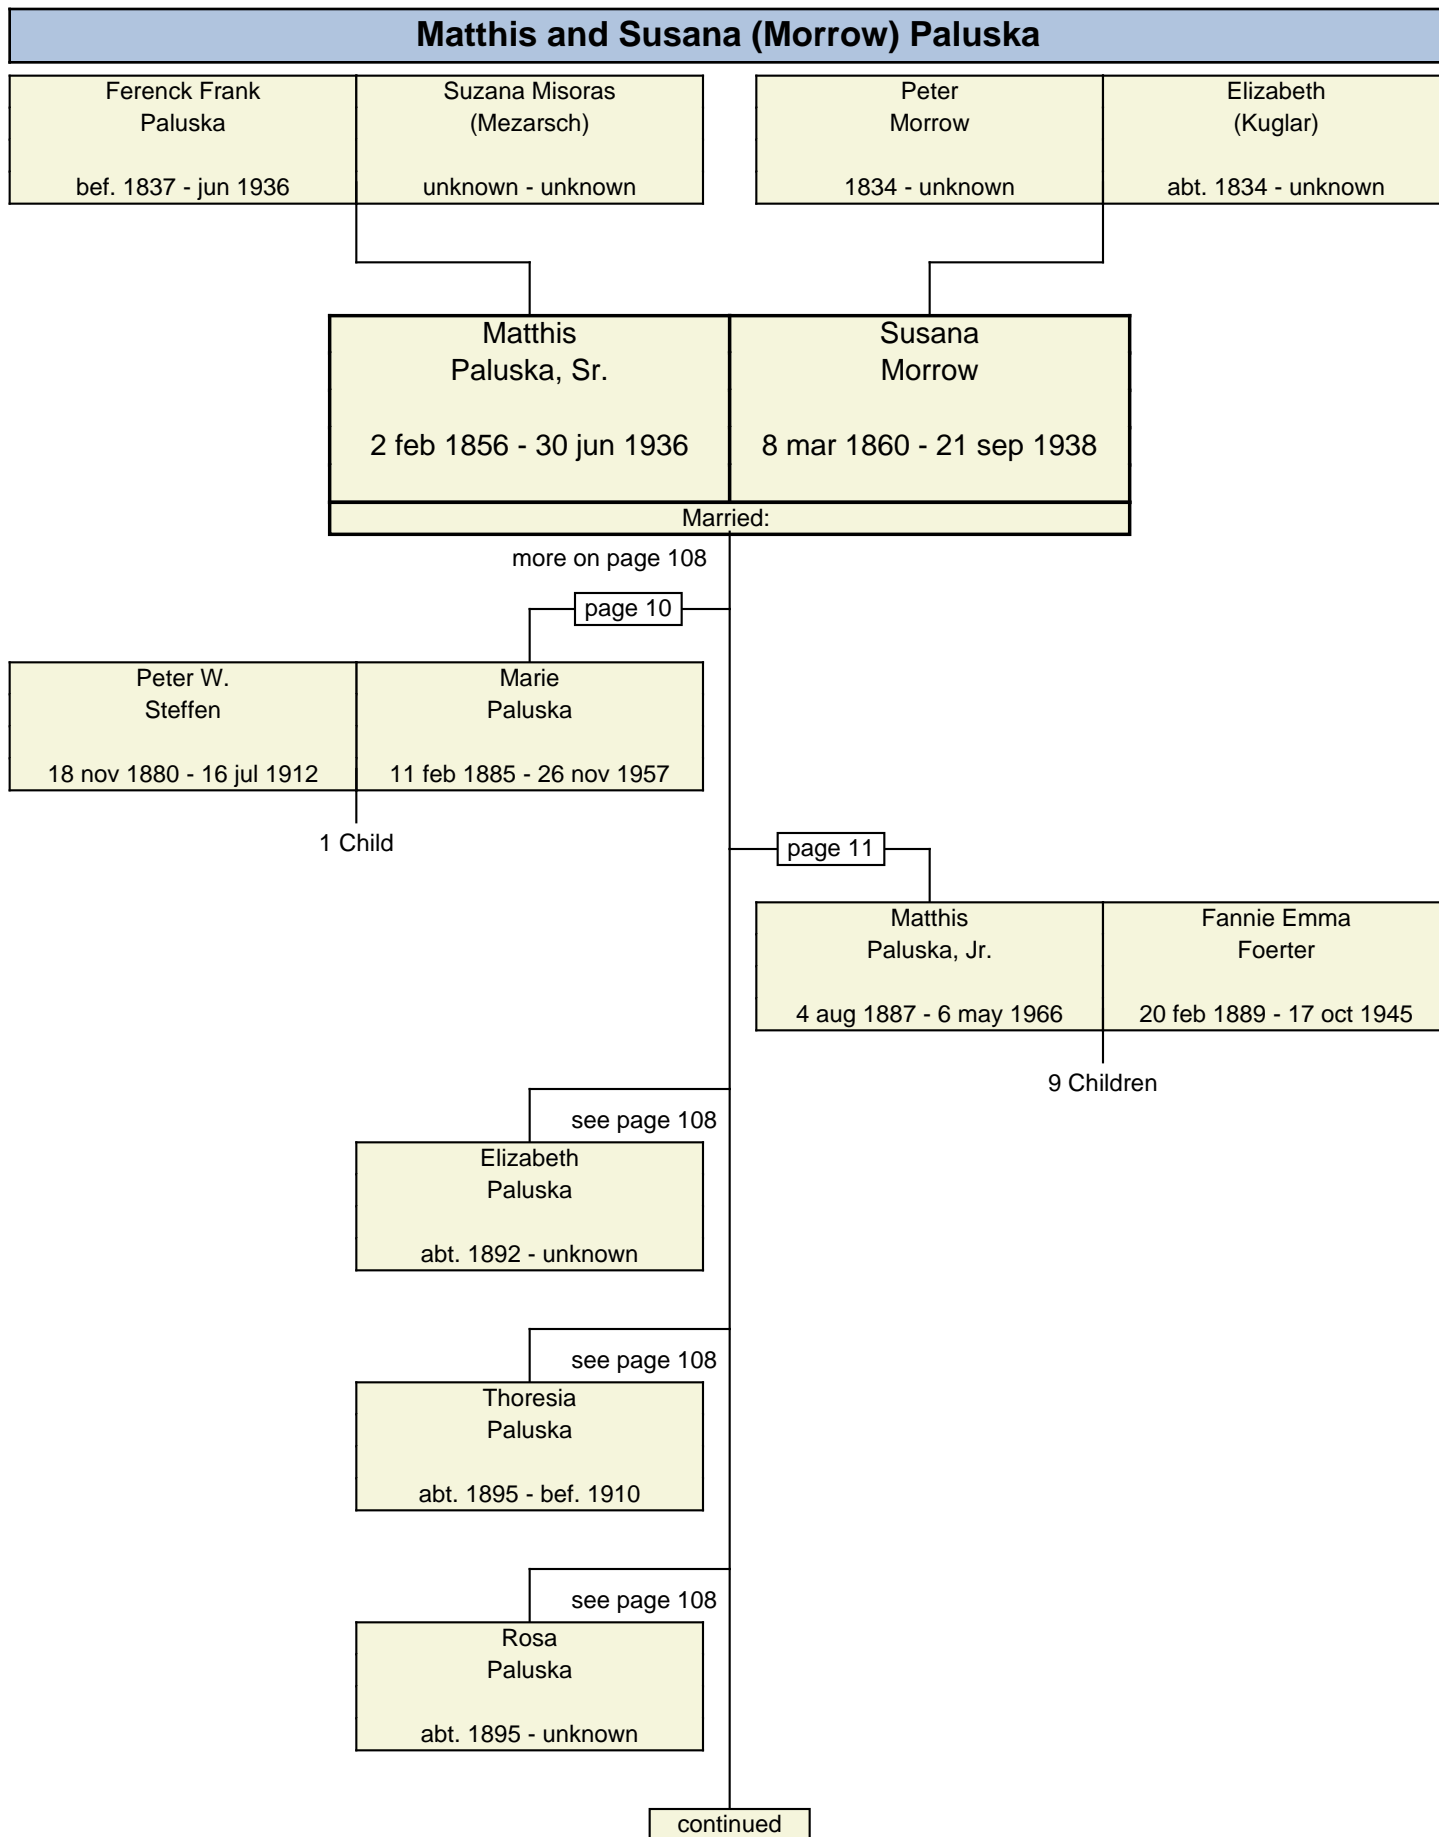 Matthis and Susana (Morrow) Paluska
Ferenck Frank
Paluska
bef. 1837 - jun 1936
Suzana Misoras
(Mezarsch)
unknown - unknown
Peter
Morrow
1834 - unknown
Elizabeth
(Kuglar)
abt. 1834 - unknown
Matthis
Paluska, Sr.
2 feb 1856 - 30 jun 1936
Susana
Morrow
8 mar 1860 - 21 sep 1938
Married:
more on page 108
page 10
Peter W.
Steffen
18 nov 1880 - 16 jul 1912
Marie
Paluska
11 feb 1885 - 26 nov 1957
1 Child
page 11
Matthis
Paluska, Jr.
4 aug 1887 - 6 may 1966
Fannie Emma
Foerter
20 feb 1889 - 17 oct 1945
9 Children
see page 108
Elizabeth
Paluska
abt. 1892 - unknown
see page 108
Thoresia
Paluska
abt. 1895 - bef. 1910
see page 108
Rosa
Paluska
abt. 1895 - unknown
continued